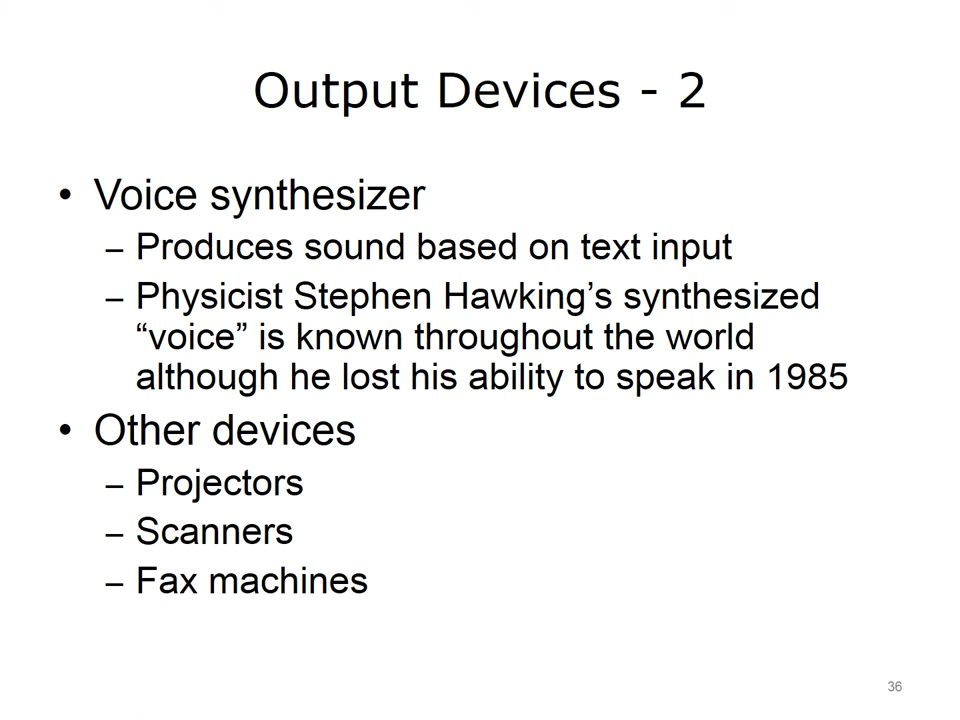 Output Devices - 2
• Voice synthesizer
– Produces sound based on text input
– Physicist Stephen Hawking’s synthesized
“voice” is known throughout the world
although he lost his ability to speak in 1985
• Other devices
– Projectors
– Scanners
– Fax machines
36